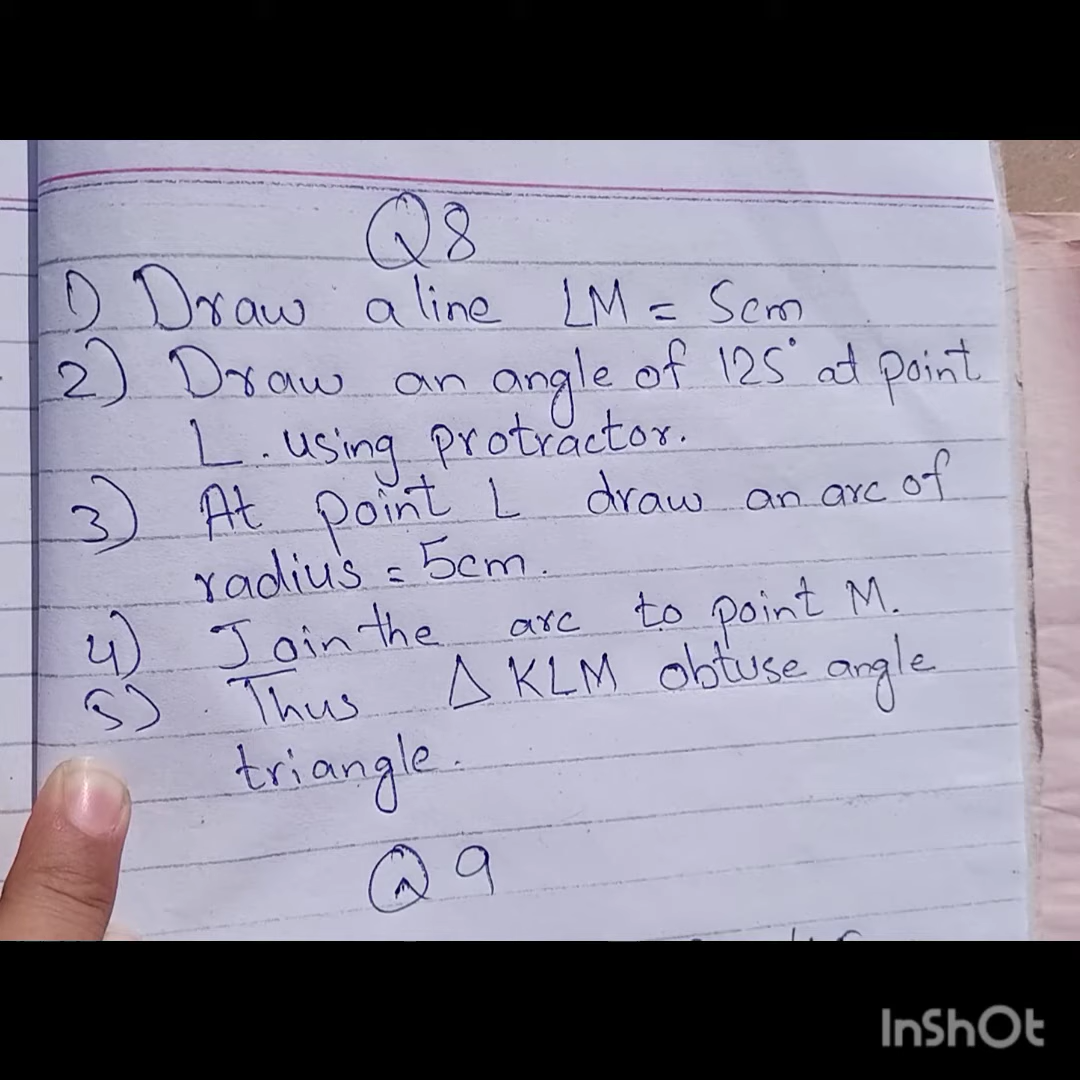 Q8
1) Draw a line LM = 5cm
2) Draw an angle of 125° at point
L. using protractor.
3) At point L draw an arc of
radius = 5cm.
4) Join the arc to point M.
5) Thus Δ KLM obtuse angle
triangle.
Q 9
InShOt